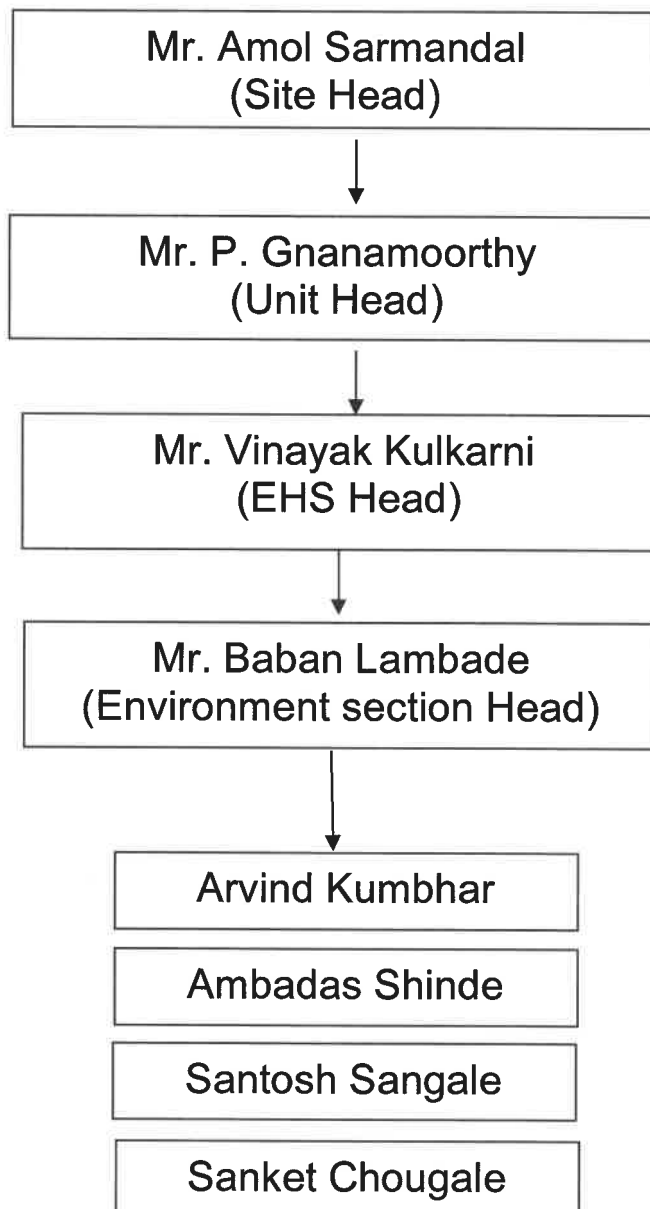 Mr. Amol Sarmandal
(Site Head)
Mr. P. Gnanamoorthy
(Unit Head)
Mr. Vinayak Kulkarni
(EHS Head)
Mr. Baban Lambade
(Environment section Head)
Arvind Kumbhar
Ambadas Shinde
Santosh Sangale
Sanket Chougale